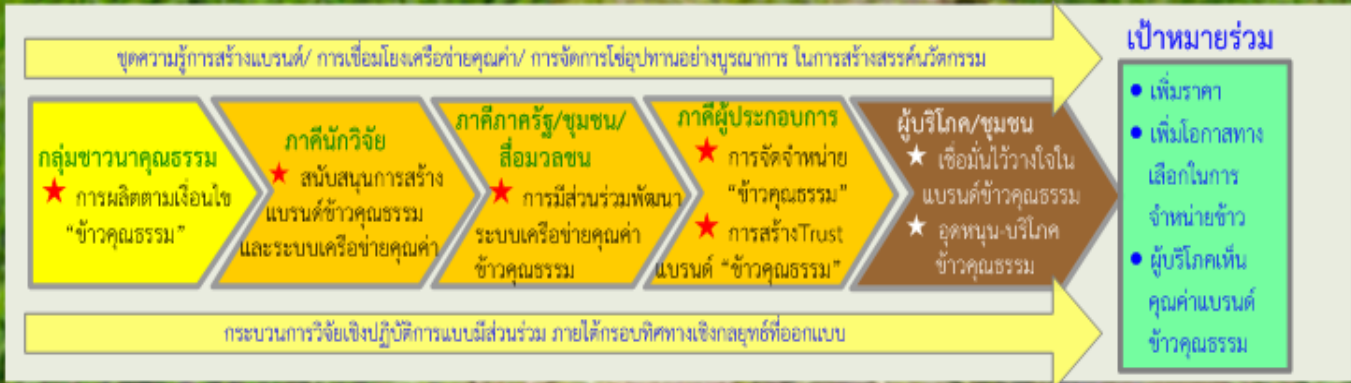 ชุดความรู้การสร้างแบรนด์/ การเชื่อมโยงเครือข่ายคุณค่า/ การจัดการโซ่อุปทานอย่างบูรณาการ ในการสร้างสรรค์นวัตกรรม
กลุ่มชาวนาคุณธรรม
การผลิตตามเงื่อนไข
“ข้าวคุณธรรม”
ภาคีนักวิจัย
สนับสนุนการสร้าง
แบรนด์ข้าวคุณธรรม
และระบบเครือข่ายคุณค่า
ภาคีภาครัฐ/ชุมชน/
สื่อมวลชน
การมีส่วนร่วมพัฒนา
ระบบเครือข่ายคุณค่า
ข้าวคุณธรรม
ภาคีผู้ประกอบการ
การจัดจำหน่าย
“ข้าวคุณธรรม”
การสร้างTrust
แบรนด์ “ข้าวคุณธรรม”
ผู้บริโภค/ชุมชน
เชื่อมั่นไว้วางใจใน
แบรนด์ข้าวคุณธรรม
อุดหนุน-บริโภค
ข้าวคุณธรรม
กระบวนการวิจัยเชิงปฏิบัติการแบบมีส่วนร่วม ภายใต้กรอบทิศทางเชิงกลยุทธ์ที่ออกแบบ
เป้าหมายร่วม
• เพิ่มราคา
• เพิ่มโอกาสทาง
เลือกในการ
จำหน่ายข้าว
• ผู้บริโภคเห็น
คุณค่าแบรนด์
ข้าวคุณธรรม